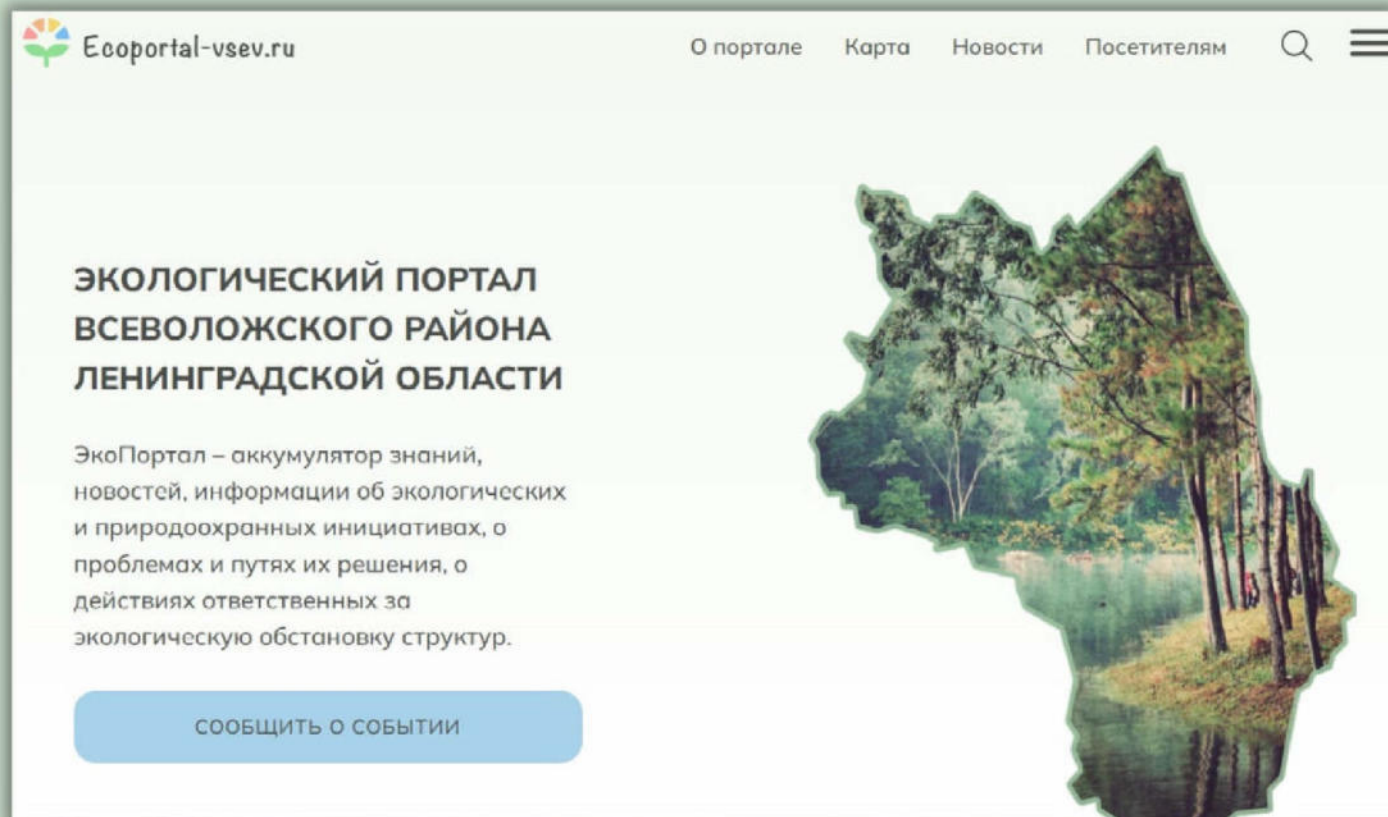 Ecoportal-vsev.ru
О портале Карта Новости Посетителям
ЭКОЛОГИЧЕСКИЙ ПОРТАЛ
ВСЕВОЛОЖСКОГО РАЙОНА
ЛЕНИНГРАДСКОЙ ОБЛАСТИ
ЭкоПортал – аккумулятор знаний,
новостей, информации об экологических
и природоохранных инициативах, о
проблемах и путях их решения, о
действиях ответственных за
экологическую обстановку структур.
СООБЩИТЬ О СОБЫТИИ